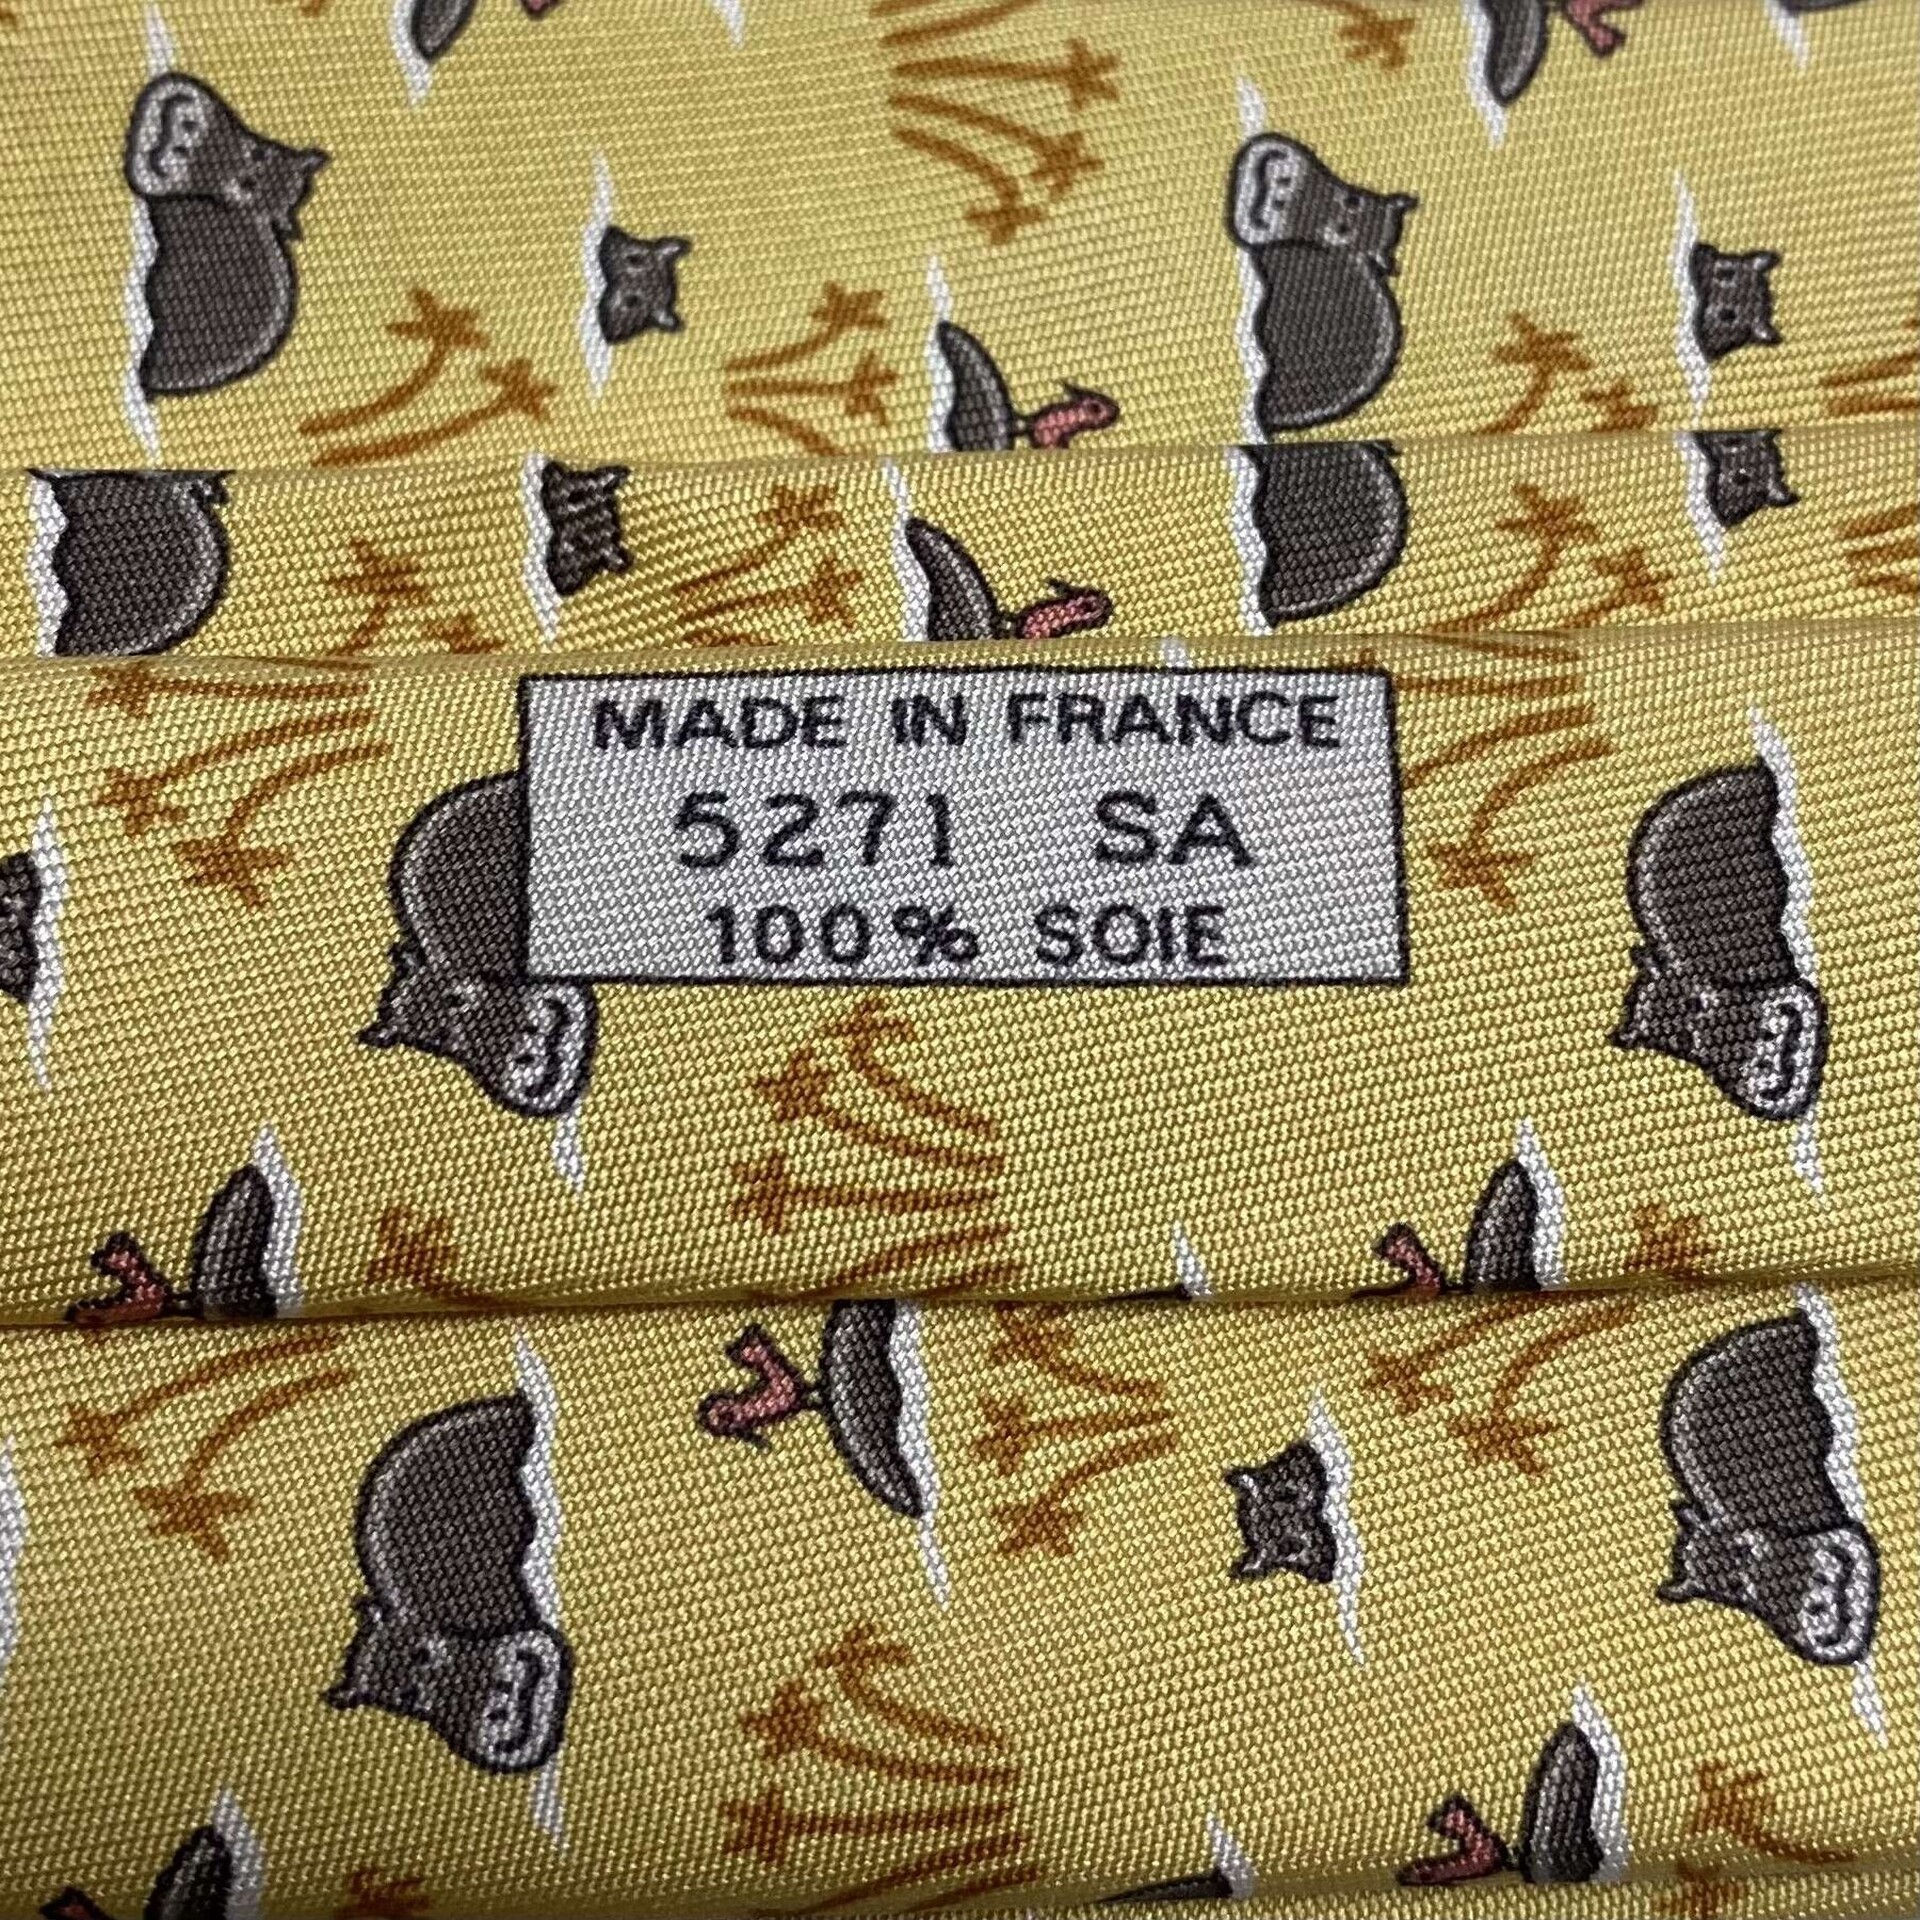 MADE IN FRANCE
5271 SA
100% SOIE